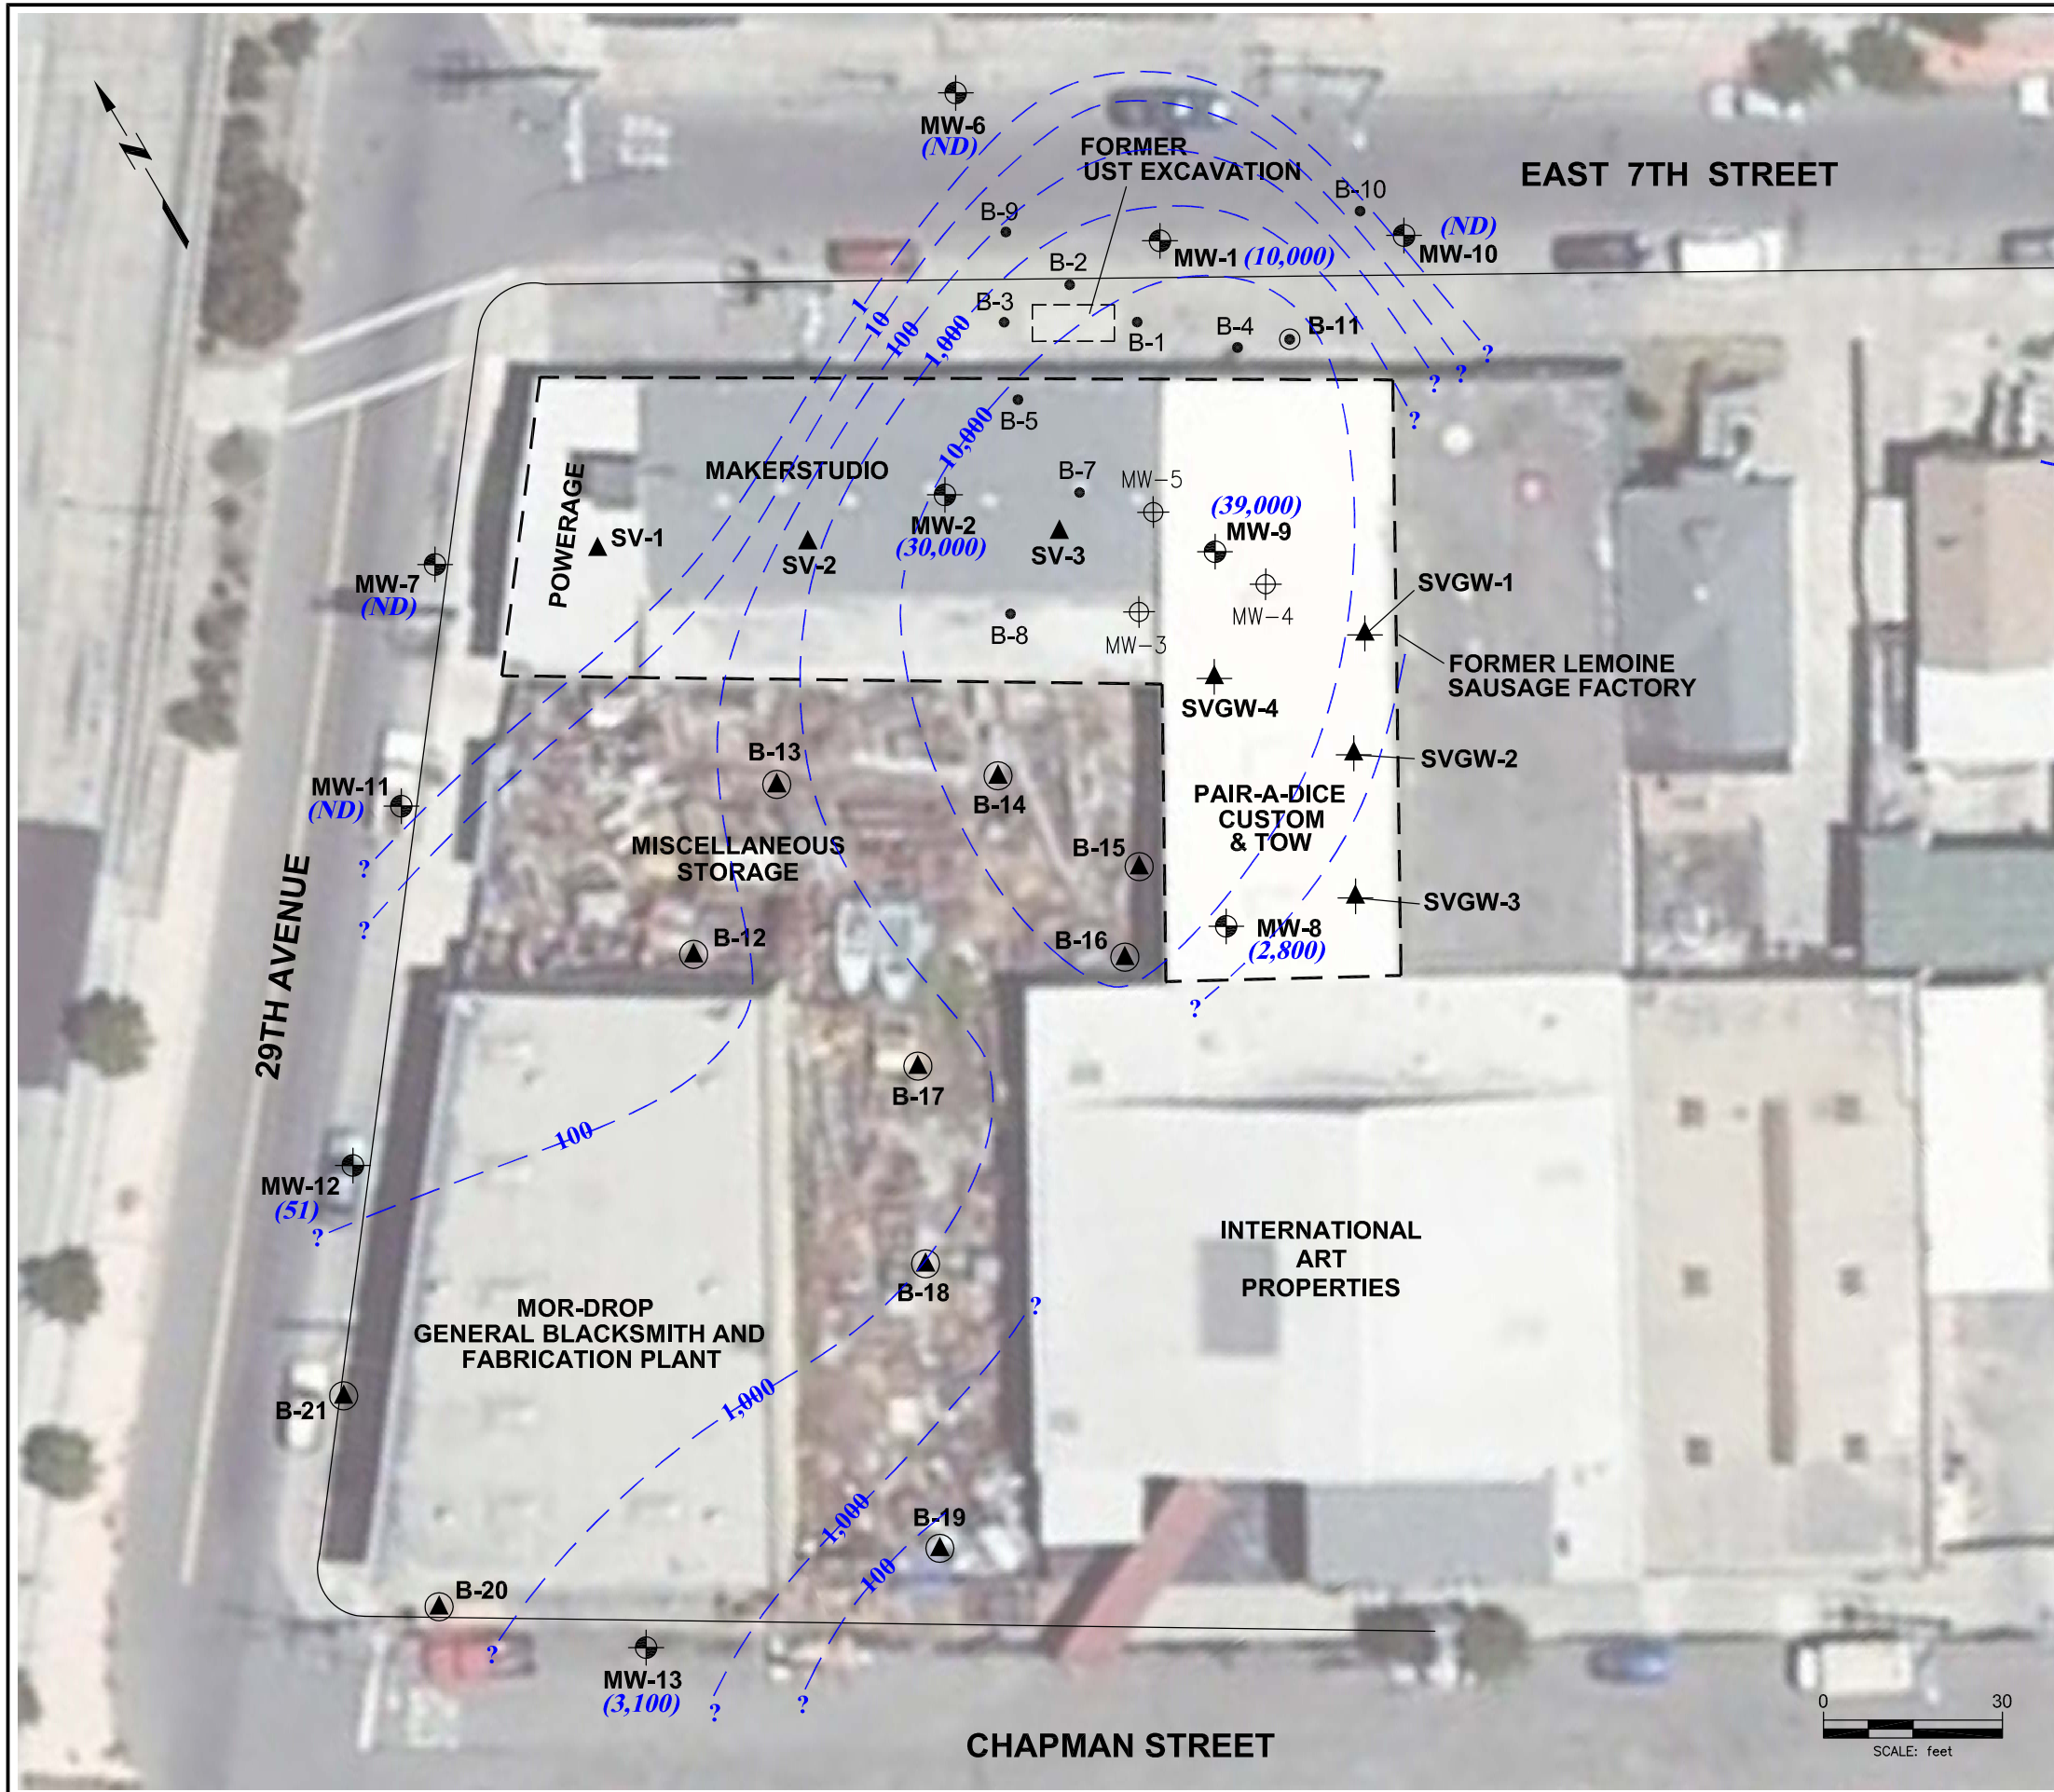 MW-6
(ND)
FORMER
UST EXCAVATION
EAST 7TH STREET
N
B-10
B-9
(ND)
MW-10
MW-1 (10,000)
B-2
B-3
B-1
B-4
B-11
1
10
100
1,000
?
?
?
?
B-5
10,000
MAKERSTUDIO
POWERAGE
B-7
MW-5
SV-1
SV-2
MW-2
(30,000)
SV-3
(39,000)
MW-9
MW-7
(ND)
SVGW-1
MW-4
B-8
MW-3
FORMER LEMOINE
SAUSAGE FACTORY
SVGW-4
SVGW-2
B-13
MW-11
(ND)
B-14
PAIR-A-DICE
CUSTOM
& TOW
MISCELLANEOUS
STORAGE
B-15
?
SVGW-3
?
B-12
B-16
MW-8
(2,800)
?
29TH AVENUE
B-17
100
MW-12
(51)
?
INTERNATIONAL
ART
PROPERTIES
B-18
?
MOR-DROP
GENERAL BLACKSMITH AND
FABRICATION PLANT
1,000
B-21
1,000
B-19
100
B-20
?
MW-13
(3,100)
?
?
CHAPMAN STREET
0 30
SCALE: feet